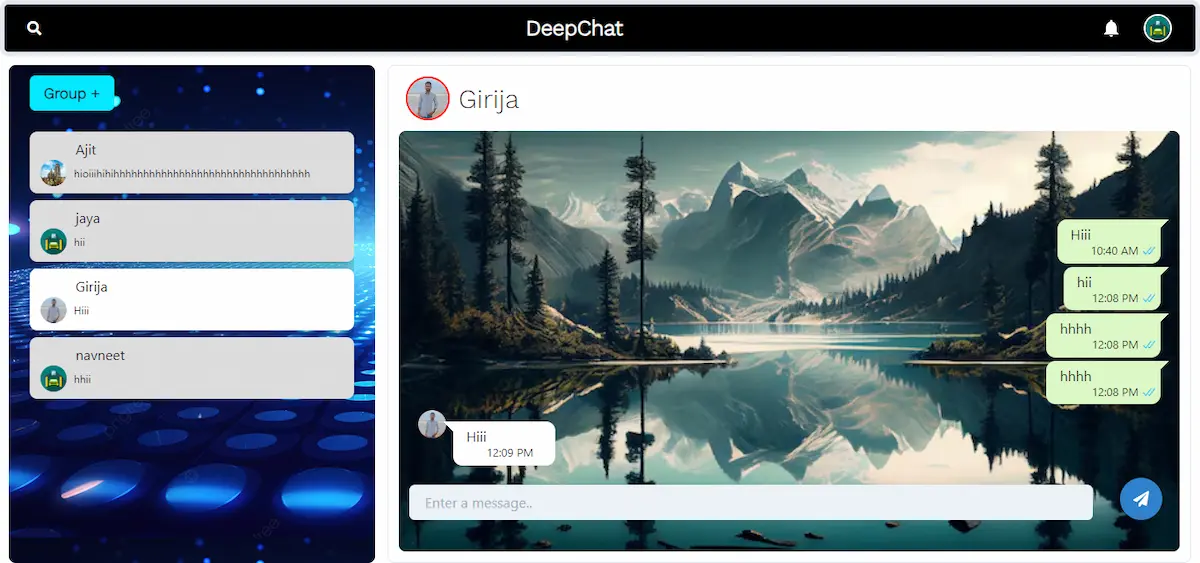 DeepChat
Group +
Ajit
jaya
hii
Girija
Hiii
navneet
hhii
Girija
Hiii
10:40 AM
hii
12:08 PM
hhhh
12:08 PM
hhhh
12:08 PM
Hiii
12:09 PM
Enter a message..